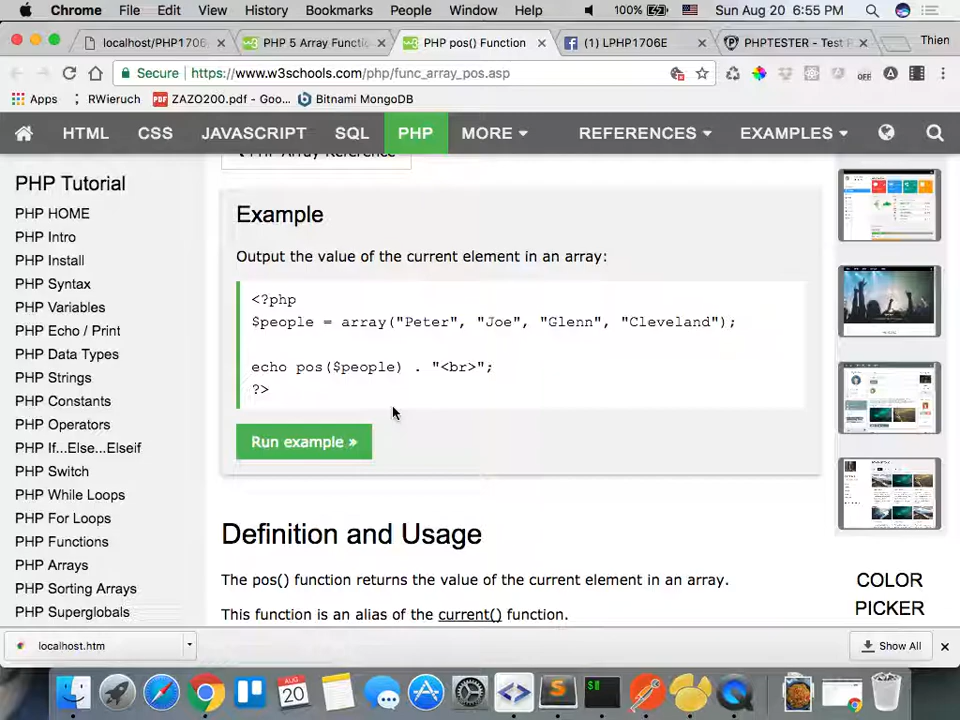 Chrome File Edit View History Bookmarks People Window Help 100% Sun Aug 20 6:55 PM
localhost/PHP1706 PHP 5 Array Functi PHP pos() Function (1) LPHP1706E PHPTESTER - Test Thien
Secure https://www.w3schools.com/php/func_array_pos.asp OFF
Apps RWieruch ZAZO200.pdf - Goo... Bitnami MongoDB
HTML CSS JAVASCRIPT SQL PHP MORE REFERENCES EXAMPLES
PHP Array Reference
PHP Tutorial
PHP HOME
PHP Intro
PHP Install
PHP Syntax
PHP Variables
PHP Echo / Print
PHP Data Types
PHP Strings
PHP Constants
PHP Operators
PHP If...Else...Elseif
PHP Switch
PHP While Loops
PHP For Loops
PHP Functions
PHP Arrays
PHP Sorting Arrays
PHP Superglobals
Example
Output the value of the current element in an array:
<?php
$people = array("Peter", "Joe", "Glenn", "Cleveland");
echo pos($people) . "<br>";
?>
Run example »
Definition and Usage
The pos() function returns the value of the current element in an array.
This function is an alias of the current() function.
COLOR
PICKER
localhost.htm Show All
AUG
20